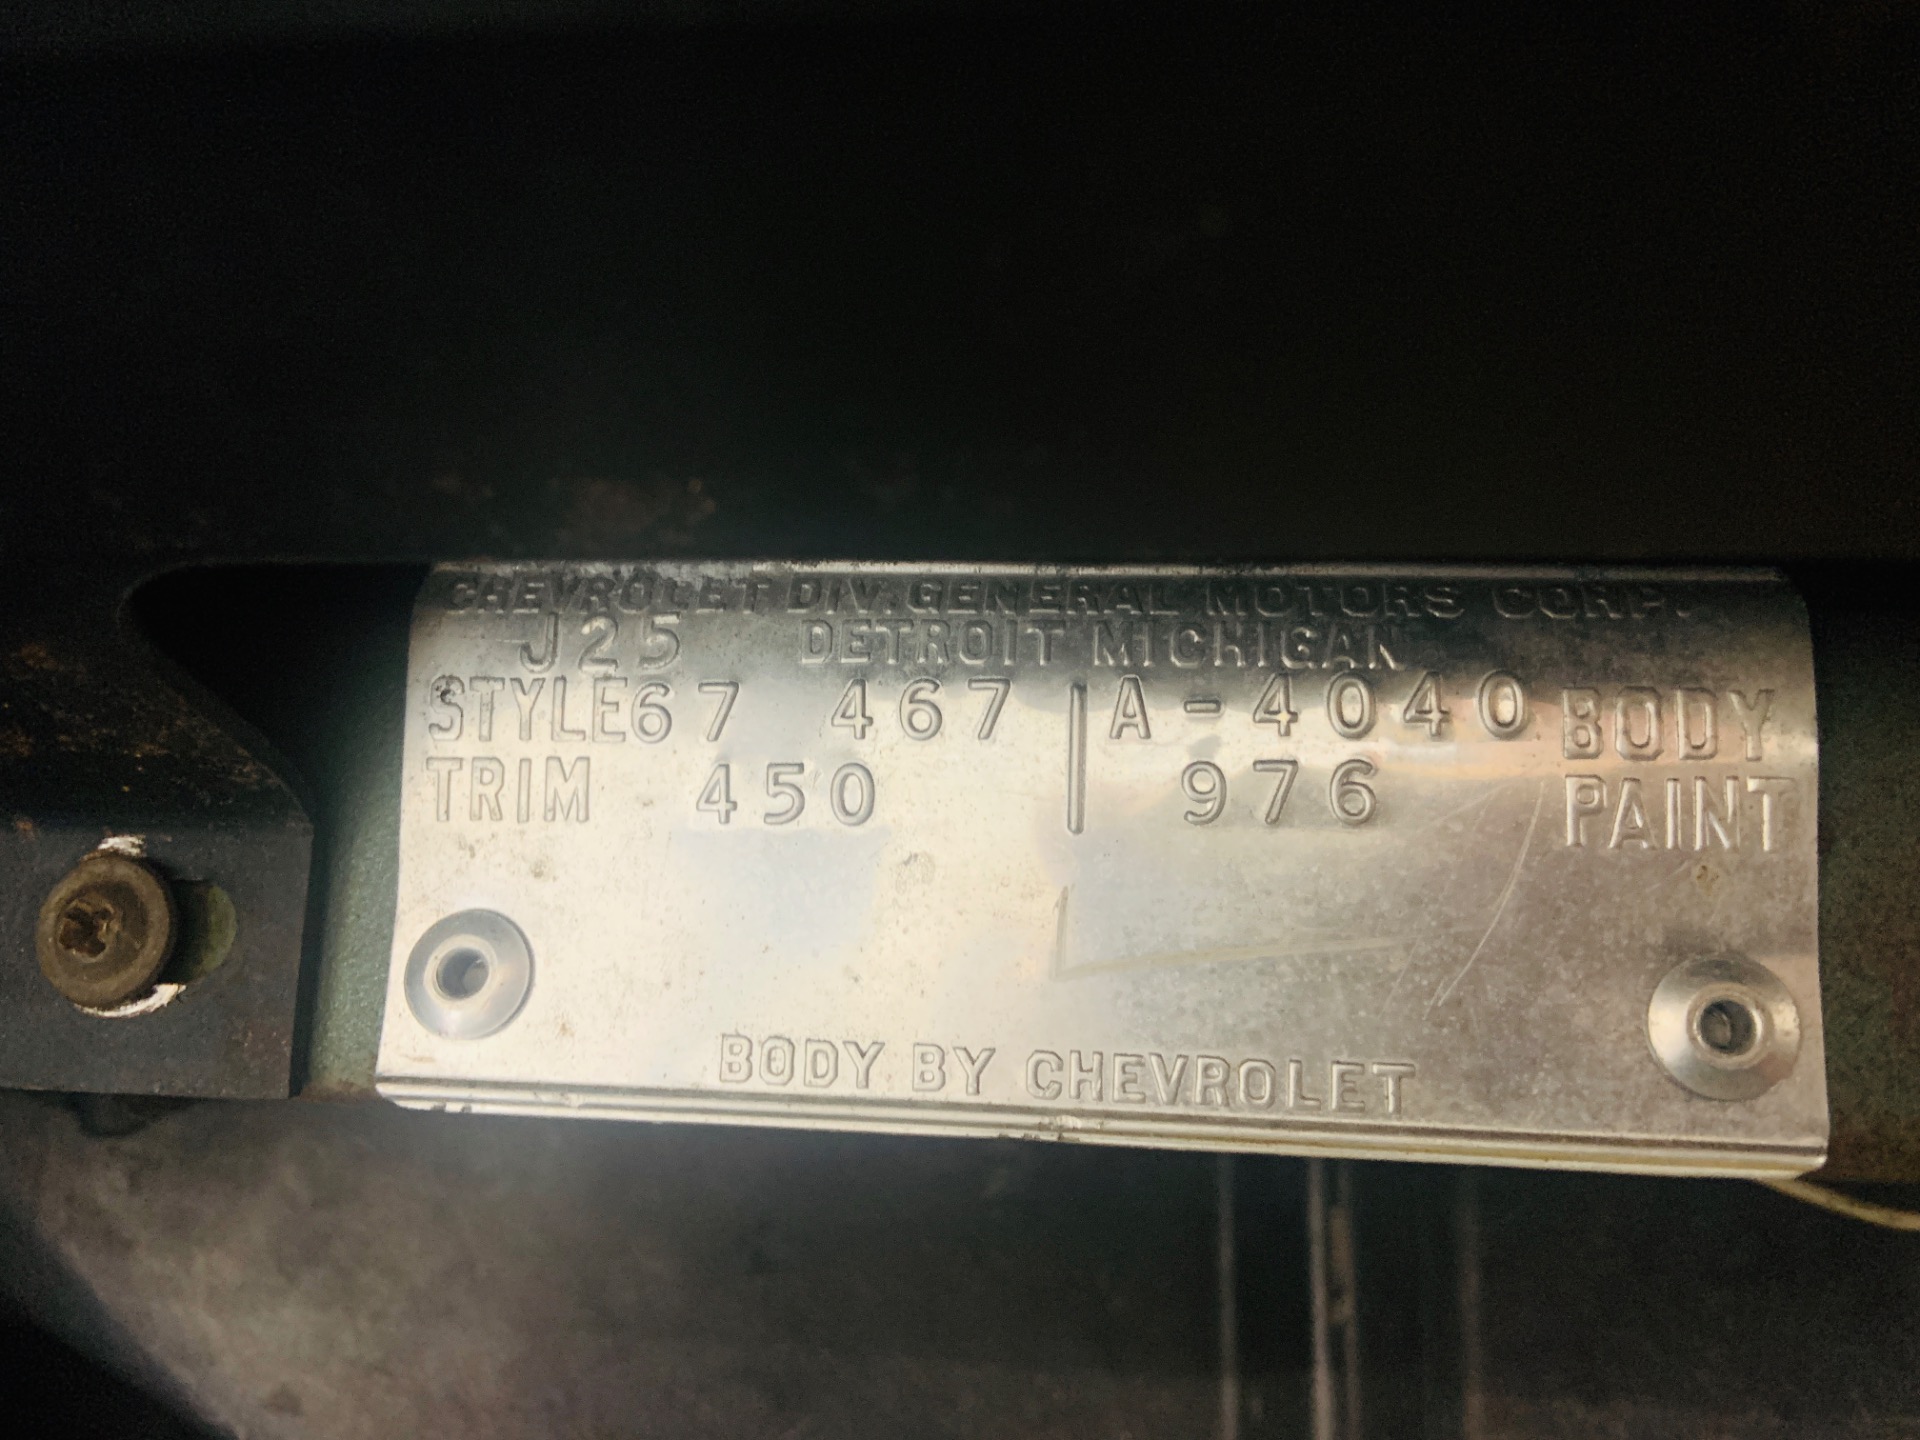 CHEVROLET DIV. GENERAL MOTORS CORP.
J25 DETROIT MICHIGAN
STYLE 67 467 A-4040 BODY
TRIM 450 976 PAINT
BODY BY CHEVROLET